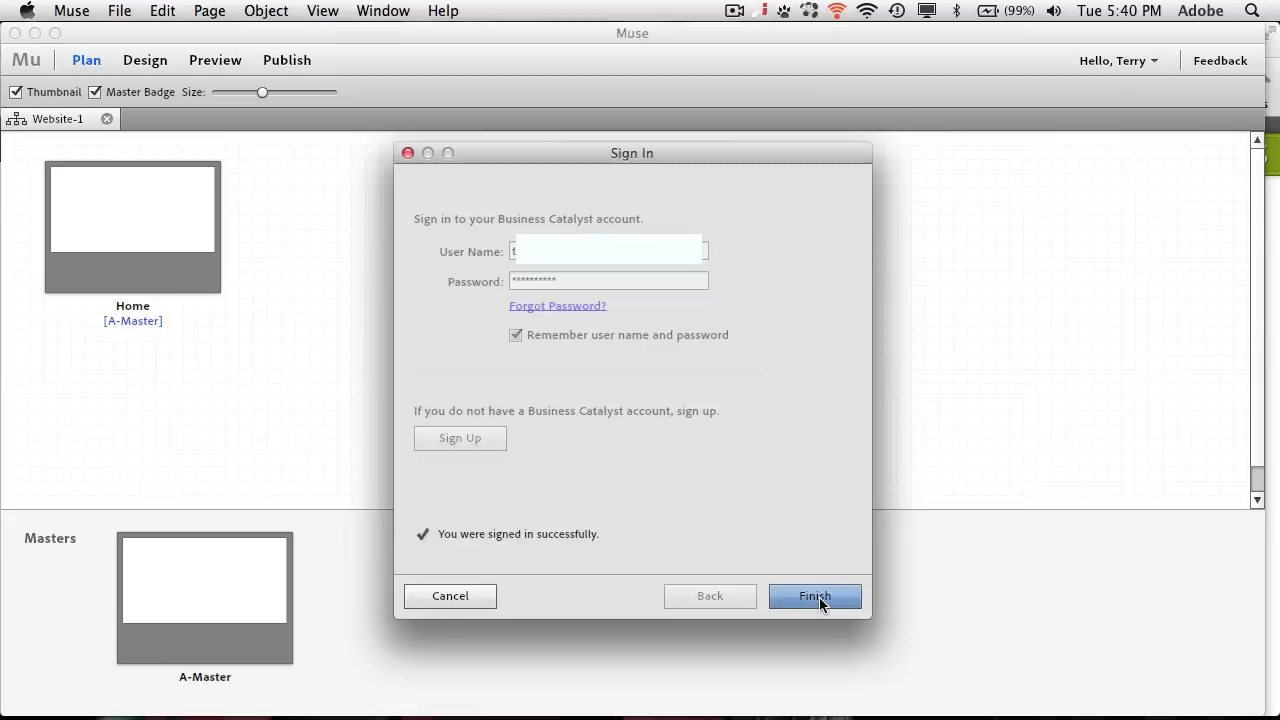 Muse File Edit Page Object View Window Help (99%) Tue 5:40 PM Adobe
Muse
Mu Plan Design Preview Publish Hello, Terry Feedback
Thumbnail Master Badge Size:
Website-1
Sign In
Sign in to your Business Catalyst account.
User Name: t
Password: **********
Forgot Password?
Remember user name and password
Home
[A-Master]
If you do not have a Business Catalyst account, sign up.
Sign Up
You were signed in successfully.
Masters
Cancel Back Finish
A-Master